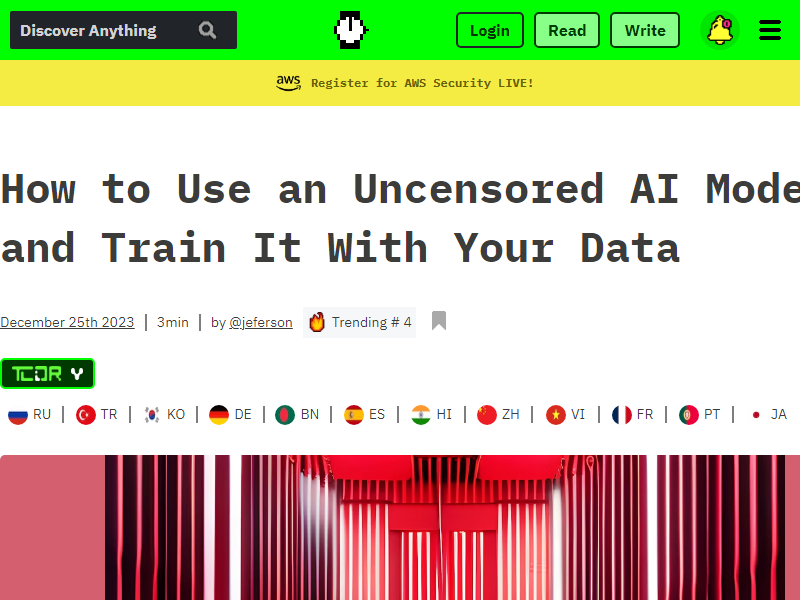 Discover Anything
Login
Read
Write
aws Register for AWS Security LIVE!
How to Use an Uncensored AI Mode
and Train It With Your Data
December 25th 2023 | 3min | by @jeferson Trending # 4
TLDR
RU | TR | KO | DE | BN | ES | HI | ZH | VI | FR | PT | JA